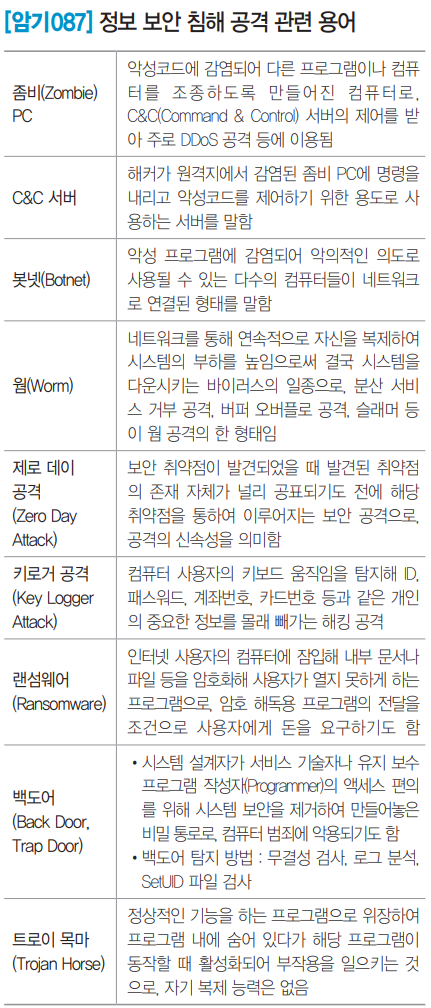 [암기087] 정보 보안 침해 공격 관련 용어
좀비(Zombie)
PC
악성코드에 감염되어 다른 프로그램이나 컴퓨
터를 조종하도록 만들어진 컴퓨터로,
C&C(Command & Control) 서버의 제어를 받
아 주로 DDoS 공격 등에 이용됨
C&C 서버
해커가 원격지에서 감염된 좀비 PC에 명령을
내리고 악성코드를 제어하기 위한 용도로 사
용하는 서버를 말함
봇넷(Botnet)
악성 프로그램에 감염되어 악의적인 의도로
사용될 수 있는 다수의 컴퓨터들이 네트워크
로 연결된 형태를 말함
웜(Worm)
네트워크를 통해 연속적으로 자신을 복제하여
시스템의 부하를 높임으로써 결국 시스템을
다운시키는 바이러스의 일종으로, 분산 서비
스 거부 공격, 버퍼 오버플로 공격, 슬래머 등
이 웜 공격의 한 형태임
제로 데이
공격
(Zero Day
Attack)
보안 취약점이 발견되었을 때 발견된 취약점
의 존재 자체가 널리 공표되기도 전에 해당
취약점을 통하여 이루어지는 보안 공격으로,
공격의 신속성을 의미함
키로거 공격
(Key Logger
Attack)
컴퓨터 사용자의 키보드 움직임을 탐지해 ID,
패스워드, 계좌번호, 카드번호 등과 같은 개인
의 중요한 정보를 몰래 빼가는 해킹 공격
랜섬웨어
(Ransomware)
인터넷 사용자의 컴퓨터에 잠입해 내부 문서나
파일 등을 암호화해 사용자가 열지 못하게 하는
프로그램으로, 암호 해독용 프로그램의 전달을
조건으로 사용자에게 돈을 요구하기도 함
백도어
(Back Door,
Trap Door)
• 시스템 설계자가 서비스 기술자나 유지 보수
프로그램 작성자(Programmer)의 액세스 편의
를 위해 시스템 보안을 제거하여 만들어놓은
비밀 통로로, 컴퓨터 범죄에 악용되기도 함
• 백도어 탐지 방법 : 무결성 검사, 로그 분석,
SetUID 파일 검사
트로이 목마
(Trojan Horse)
정상적인 기능을 하는 프로그램으로 위장하여
프로그램 내에 숨어 있다가 해당 프로그램이
동작할 때 활성화되어 부작용을 일으키는 것
으로, 자기 복제 능력은 없음